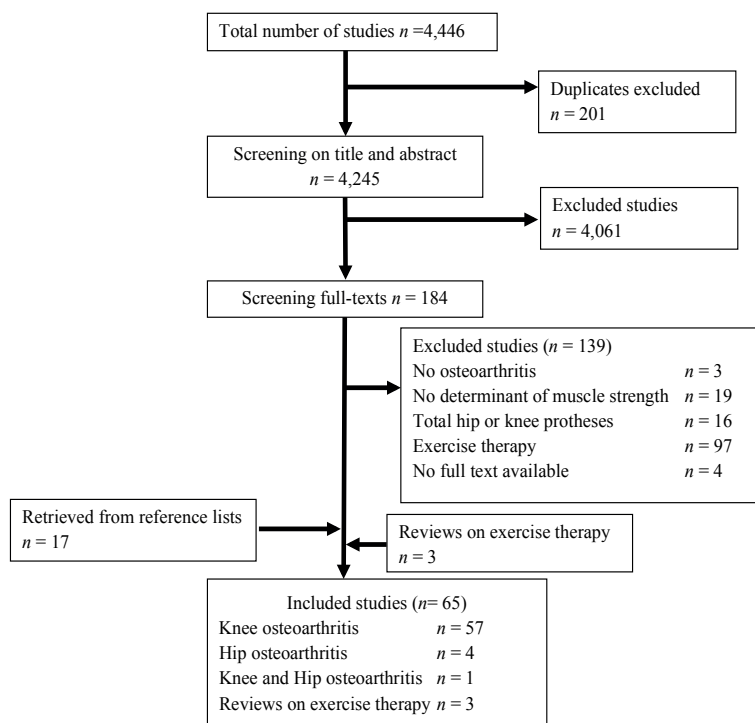 Total number of studies n =4,446
Duplicates excluded
n = 201
Screening on title and abstract
n = 4,245
Excluded studies
n = 4,061
Screening full-texts n = 184
Excluded studies (n = 139)
No osteoarthritis n = 3
No determinant of muscle strength n = 19
Total hip or knee protheses n = 16
Exercise therapy n = 97
No full text available n = 4
Retrieved from reference lists
n = 17
Reviews on exercise therapy
n = 3
Included studies (n= 65)
Knee osteoarthritis n = 57
Hip osteoarthritis n = 4
Knee and Hip osteoarthritis n = 1
Reviews on exercise therapy n = 3